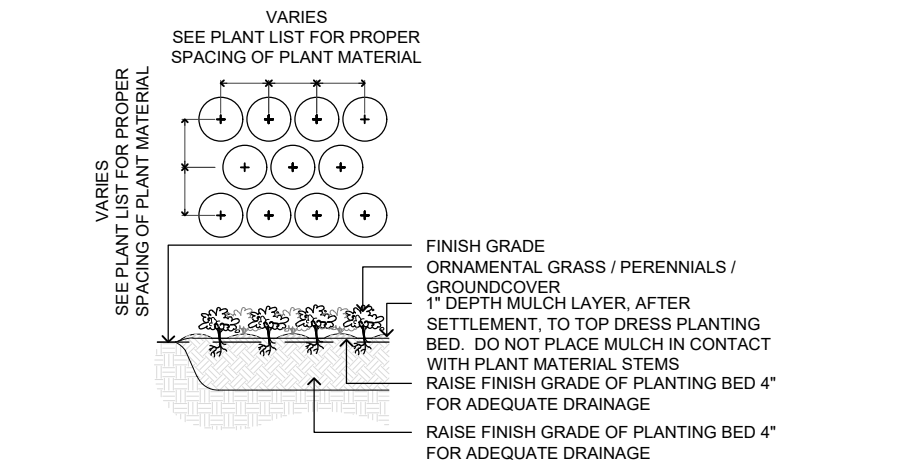 VARIES
SEE PLANT LIST FOR PROPER
SPACING OF PLANT MATERIAL
VARIES
SEE PLANT LIST FOR PROPER
SPACING OF PLANT MATERIAL
FINISH GRADE
ORNAMENTAL GRASS / PERENNIALS /
GROUNDCOVER
1" DEPTH MULCH LAYER, AFTER
SETTLEMENT, TO TOP DRESS PLANTING
BED. DO NOT PLACE MULCH IN CONTACT
WITH PLANT MATERIAL STEMS
RAISE FINISH GRADE OF PLANTING BED 4"
FOR ADEQUATE DRAINAGE
RAISE FINISH GRADE OF PLANTING BED 4"
FOR ADEQUATE DRAINAGE